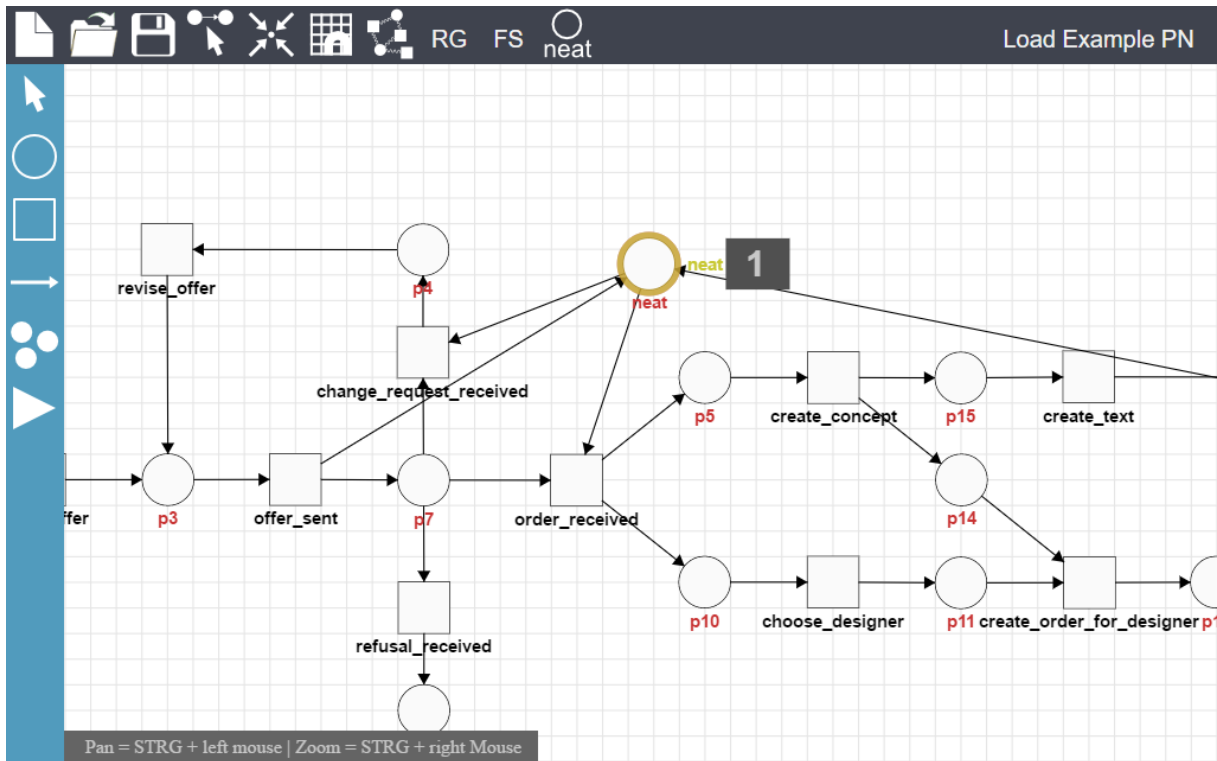 RG FS neat Load Example PN
neat 1
neat
revise_offer
p4
change_request_received
p5 create_concept p15 create_text
ffer p3 offer_sent p7 order_received p14
p10 choose_designer p11 create_order_for_designer p1
refusal_received
Pan = STRG + left mouse | Zoom = STRG + right Mouse